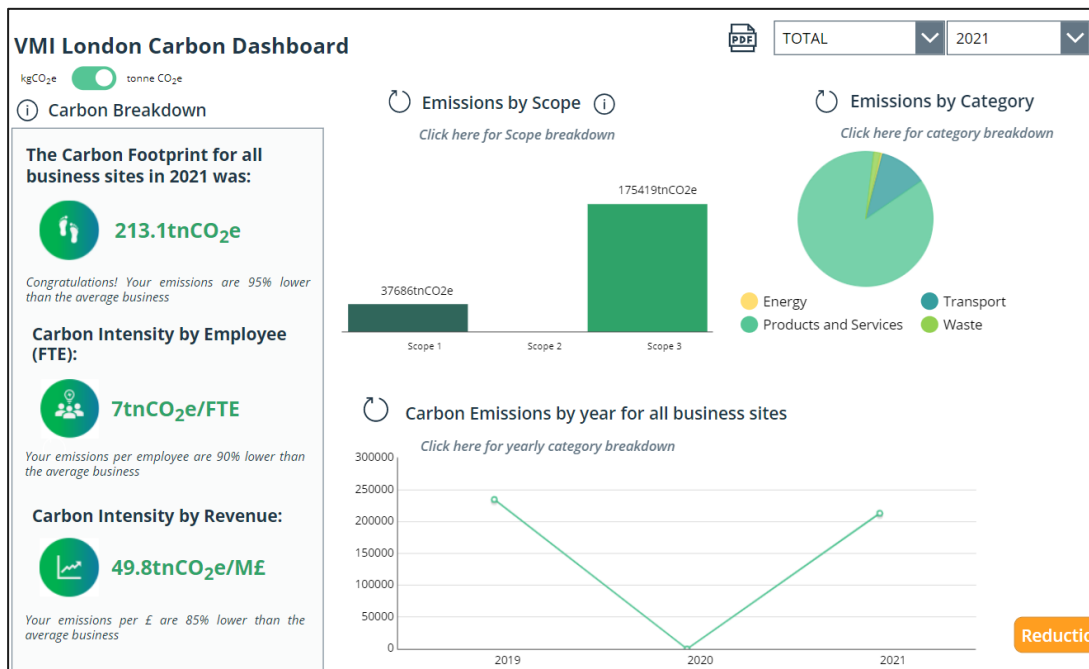 VMI London Carbon Dashboard
PDF
TOTAL
2021
kgCO₂e
tonne CO₂e
Carbon Breakdown
The Carbon Footprint for all
business sites in 2021 was:
213.1tnCO₂e
Congratulations! Your emissions are 95% lower
than the average business
Carbon Intensity by Employee
(FTE):
7tnCO₂e/FTE
Your emissions per employee are 90% lower than
the average business
Carbon Intensity by Revenue:
49.8tnCO₂e/M£
Your emissions per £ are 85% lower than the
average business
Emissions by Scope
Click here for Scope breakdown
175419tnCO2e
37686tnCO2e
Scope 1
Scope 2
Scope 3
Emissions by Category
Click here for category breakdown
Energy
Transport
Products and Services
Waste
Carbon Emissions by year for all business sites
Click here for yearly category breakdown
300000
250000
200000
150000
100000
50000
0
2019
2020
2021
Reductio